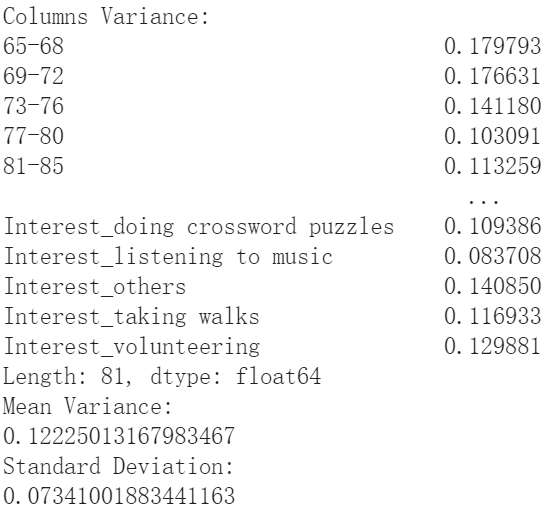 Columns Variance:
65-68 0.179793
69-72 0.176631
73-76 0.141180
77-80 0.103091
81-85 0.113259
...
Interest_doing crossword puzzles 0.109386
Interest_listening to music 0.083708
Interest_others 0.140850
Interest_taking walks 0.116933
Interest_volunteering 0.129881
Length: 81, dtype: float64
Mean Variance:
0.12225013167983467
Standard Deviation:
0.07341001883441163